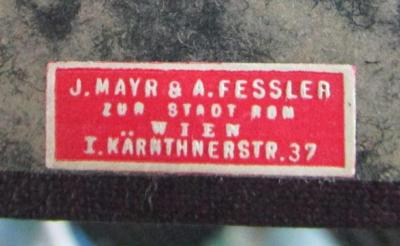 J. MAYR & A. FESSLER
ZUR STADT ROM
WIEN
I. KÄRNTHNERSTR. 37